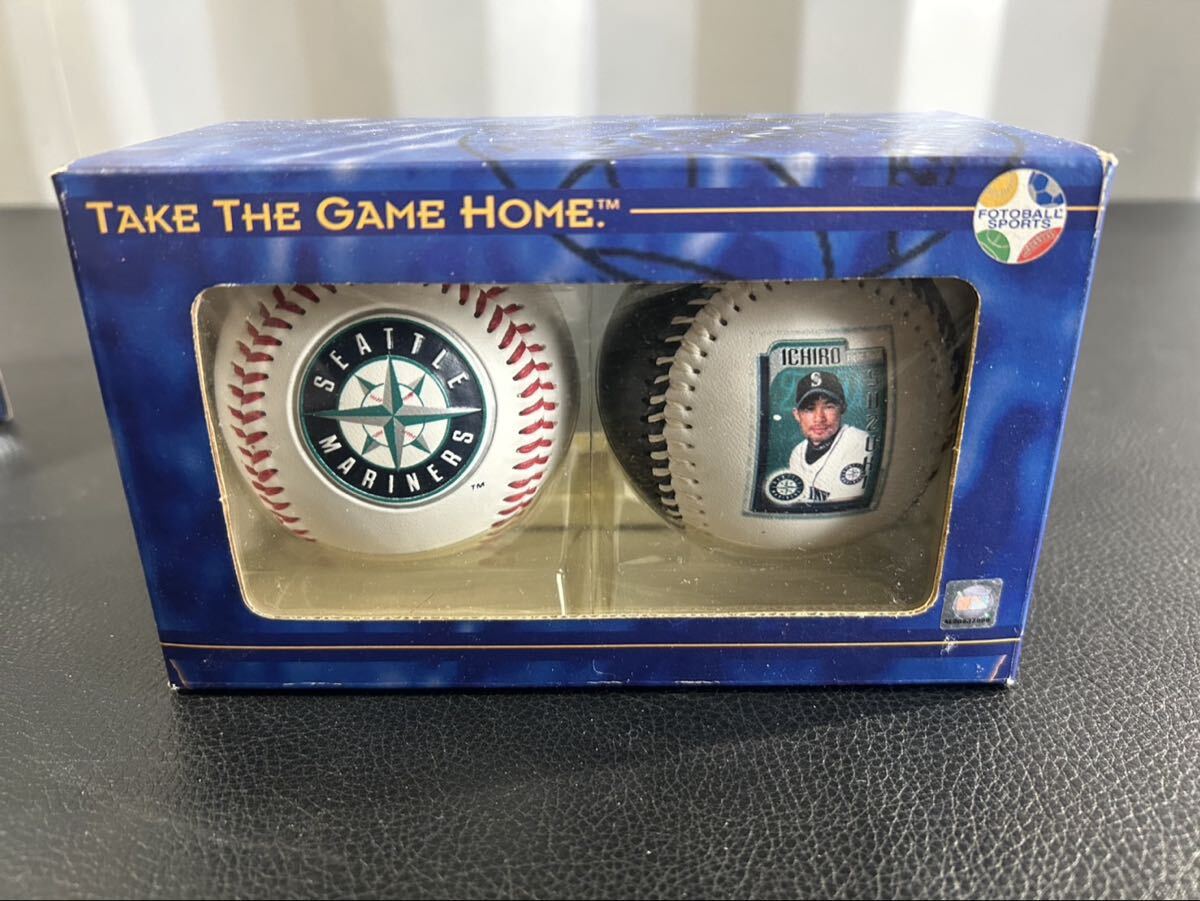 TAKE THE GAME HOME.™
FOTOBALL
SPORTS
SEATTLE
MARINERS
™
ICHIRO
S